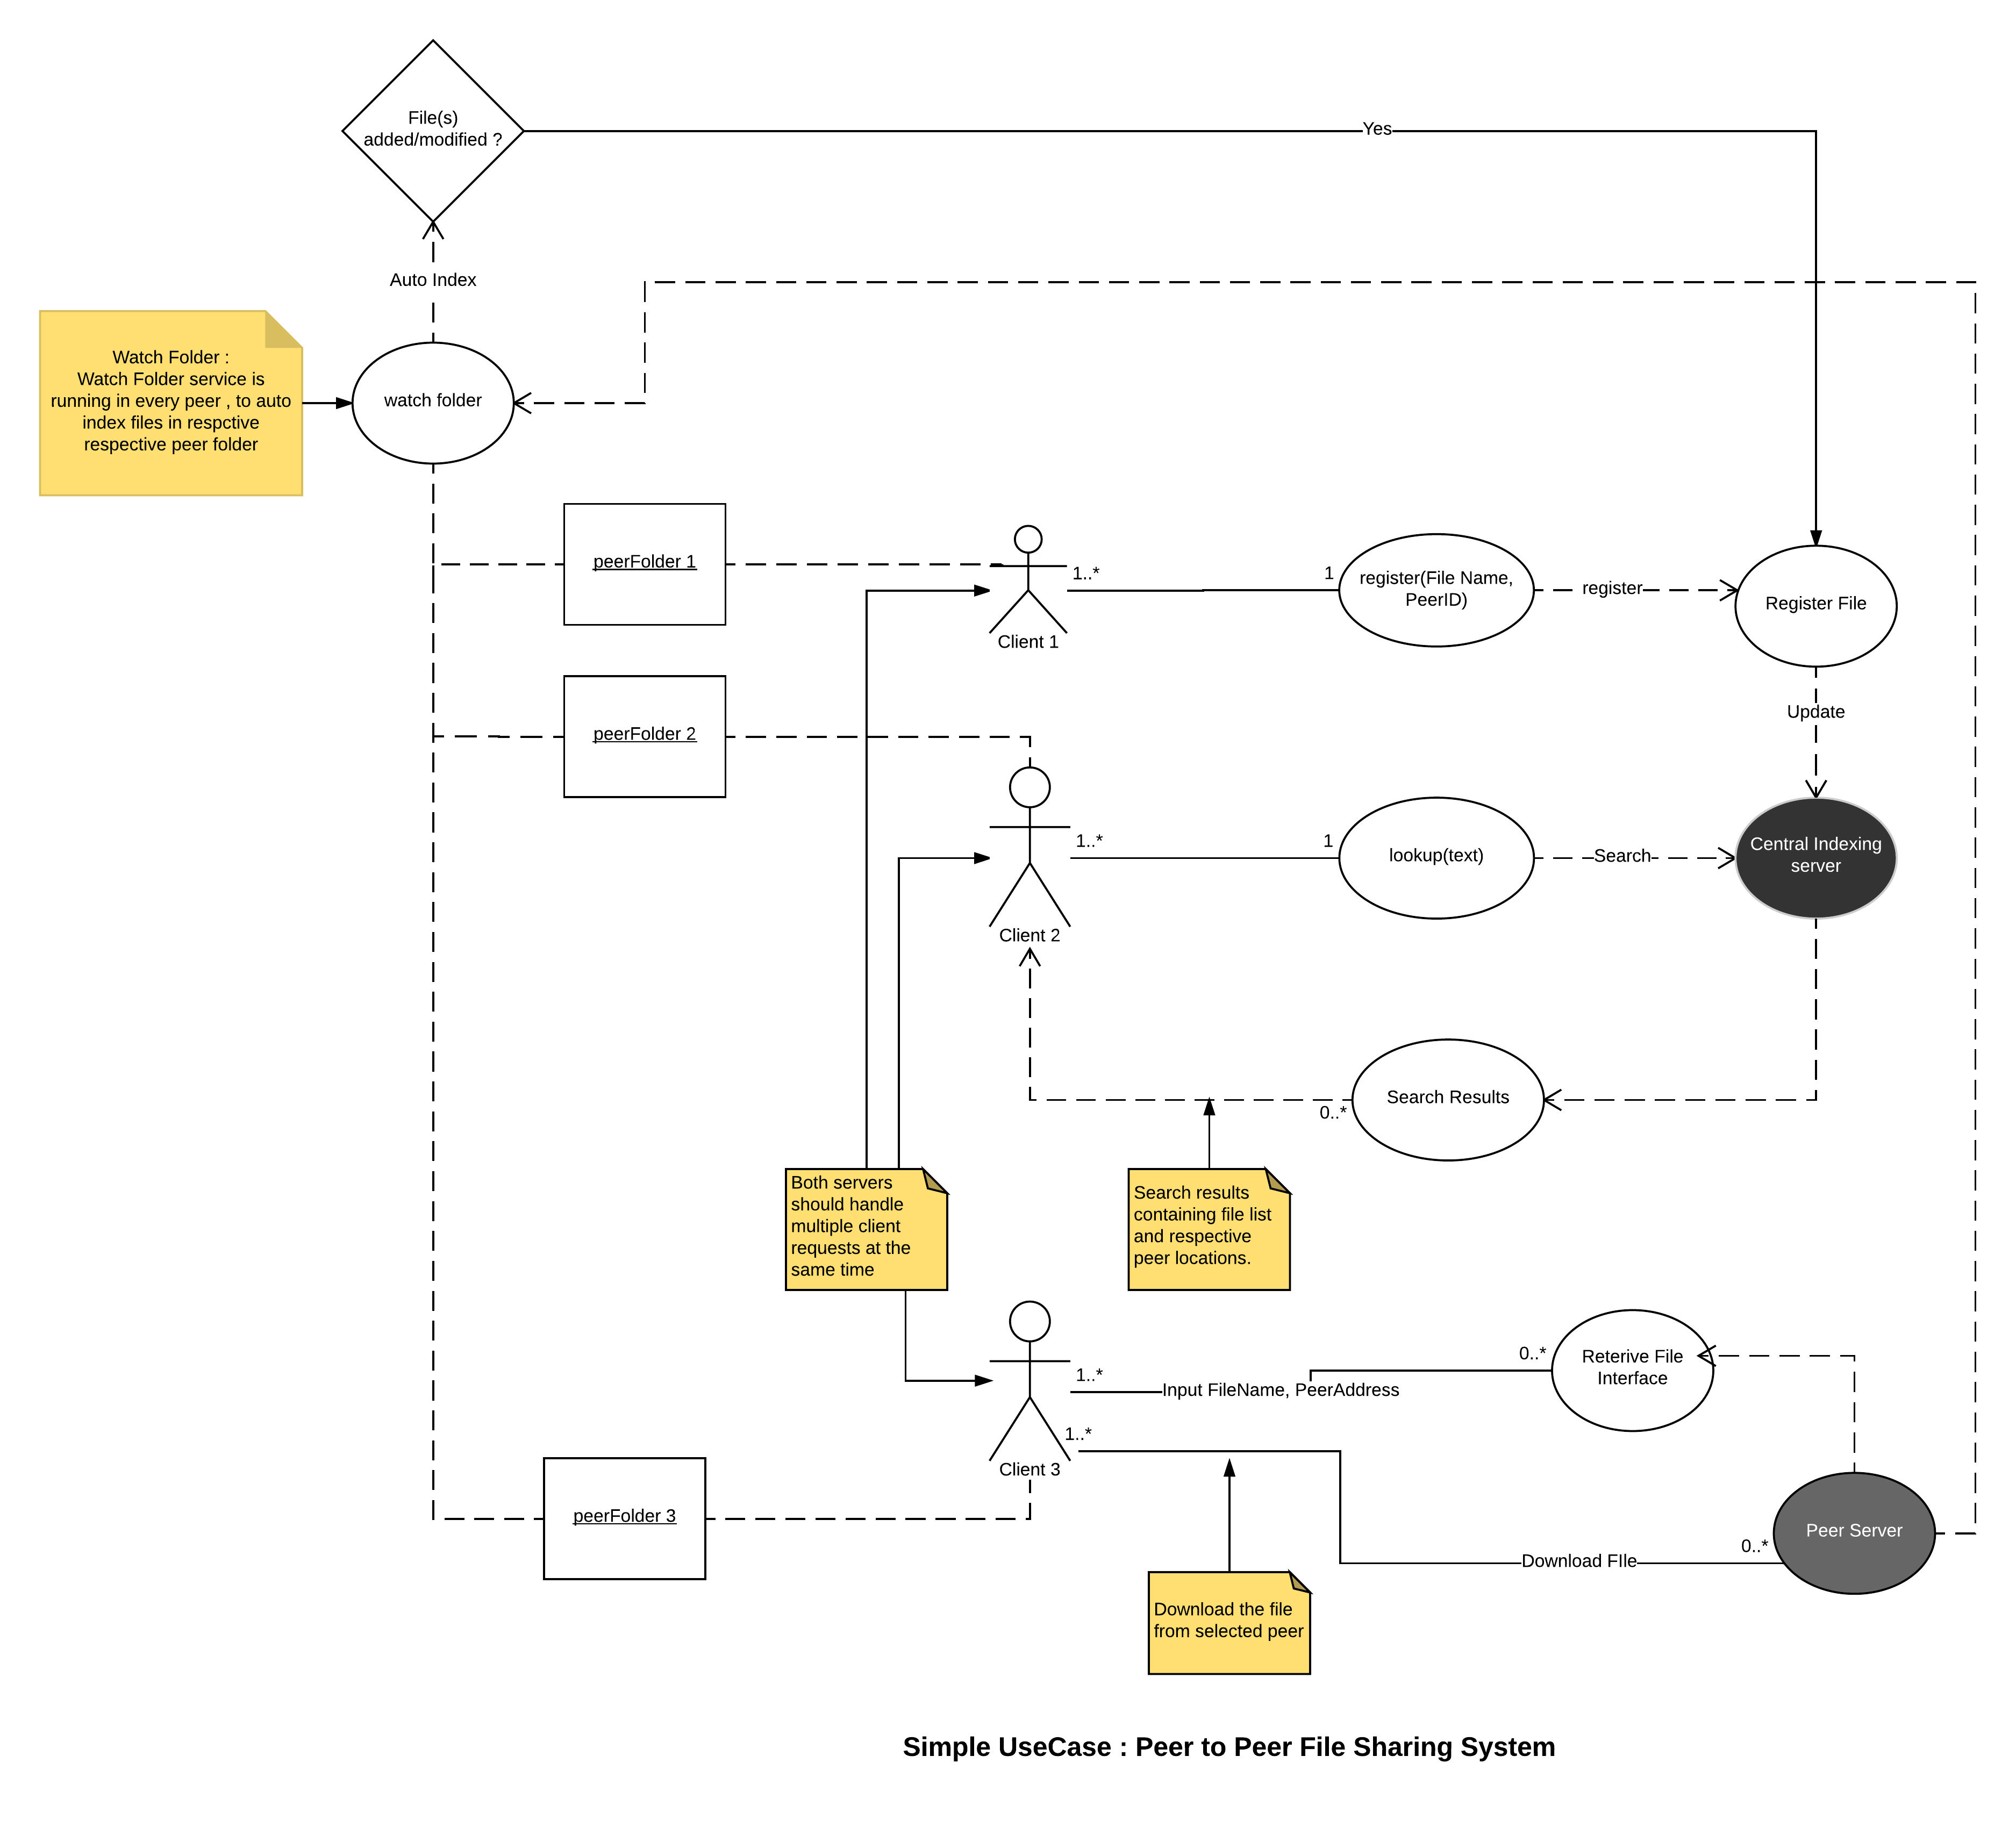 File(s)
added/modified ?
Yes
Auto Index
Watch Folder :
Watch Folder service is
running in every peer , to auto
index files in respctive
respective peer folder
watch folder
peerFolder 1
1..*
1
register(File Name,
PeerID)
register
Register File
Client 1
Update
peerFolder 2
1..*
1
lookup(text)
Search
Central Indexing
server
Client 2
Search Results
0..*
Both servers
should handle
multiple client
requests at the
same time
Search results
containing file list
and respective
peer locations.
1..*
Input FileName, PeerAddress
0..*
Reterive File
Interface
1..*
Client 3
peerFolder 3
Download FIle
0..*
Peer Server
Download the file
from selected peer
Simple UseCase : Peer to Peer File Sharing System